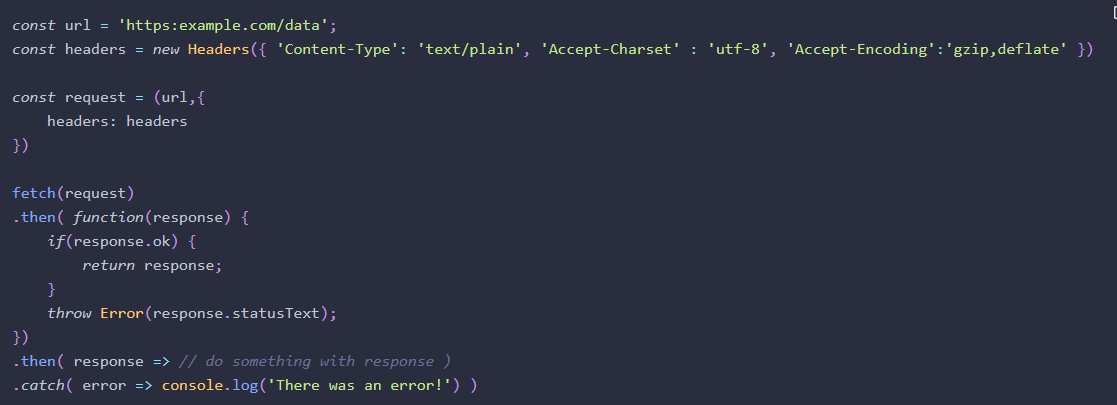 const url = 'https:example.com/data';
const headers = new Headers({ 'Content-Type': 'text/plain', 'Accept-Charset' : 'utf-8', 'Accept-Encoding':'gzip,deflate' })
const request = (url,{
    headers: headers
})
fetch(request)
.then( function(response) {
    if(response.ok) {
        return response;
    }
    throw Error(response.statusText);
})
.then( response => // do something with response )
.catch( error => console.log('There was an error!') )